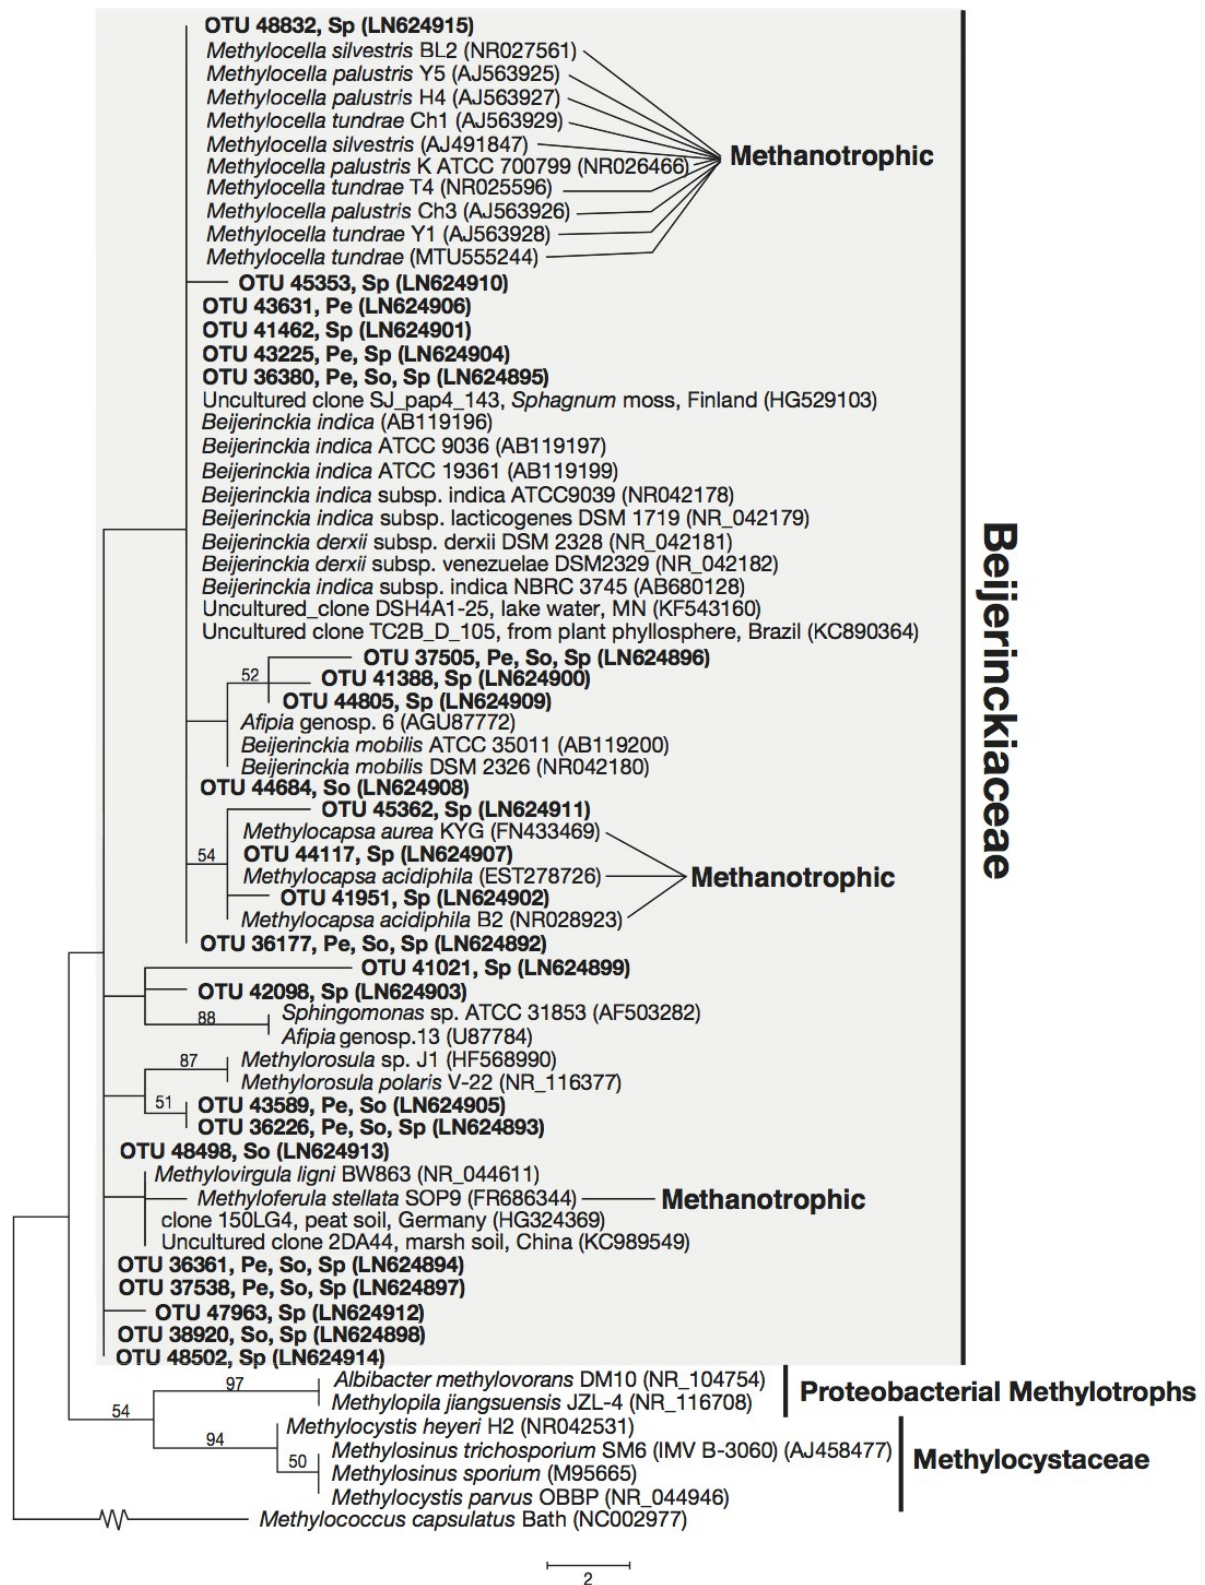 OTU 48832, Sp (LN624915)
Methylocella silvestris BL2 (NR027561)
Methylocella palustris Y5 (AJ563925)
Methylocella palustris H4 (AJ563927)
Methylocella tundrae Ch1 (AJ563929)
Methylocella silvestris (AJ491847)
Methanotrophic
Methylocella palustris K ATCC 700799 (NR026466)
Methylocella tundrae T4 (NR025596)
Methylocella palustris Ch3 (AJ563926)
Methylocella tundrae Y1 (AJ563928)
Methylocella tundrae (MTU555244)
OTU 45353, Sp (LN624910)
OTU 43631, Pe (LN624906)
OTU 41462, Sp (LN624901)
OTU 43225, Pe, Sp (LN624904)
OTU 36380, Pe, So, Sp (LN624895)
Uncultured clone SJ_pap4_143, Sphagnum moss, Finland (HG529103)
Beijerinckia indica (AB119196)
Beijerinckia indica ATCC 9036 (AB119197)
Beijerinckia indica ATCC 19361 (AB119199)
Beijerinckia indica subsp. indica ATCC9039 (NR042178)
Beijerinckia indica subsp. lacticogenes DSM 1719 (NR_042179)
Beijerinckia derxii subsp. derxii DSM 2328 (NR_042181)
Beijerinckia derxii subsp. venezuelae DSM2329 (NR_042182)
Beijerinckia indica subsp. indica NBRC 3745 (AB680128)
Uncultured_clone DSH4A1-25, lake water, MN (KF543160)
Uncultured clone TC2B_D_105, from plant phyllosphere, Brazil (KC890364)
Beijerinckiaceae
OTU 37505, Pe, So, Sp (LN624896)
52
OTU 41388, Sp (LN624900)
OTU 44805, Sp (LN624909)
Afipia genosp. 6 (AGU87772)
Beijerinckia mobilis ATCC 35011 (AB119200)
Beijerinckia mobilis DSM 2326 (NR042180)
OTU 44684, So (LN624908)
OTU 45362, Sp (LN624911)
Methylocapsa aurea KYG (FN433469)
54
OTU 44117, Sp (LN624907)
Methylocapsa acidiphila (EST278726)
Methanotrophic
OTU 41951, Sp (LN624902)
Methylocapsa acidiphila B2 (NR028923)
OTU 36177, Pe, So, Sp (LN624892)
OTU 41021, Sp (LN624899)
OTU 42098, Sp (LN624903)
Sphingomonas sp. ATCC 31853 (AF503282)
88
Afipia genosp.13 (U87784)
87
Methylorosula sp. J1 (HF568990)
Methylorosula polaris V-22 (NR_116377)
51
OTU 43589, Pe, So (LN624905)
OTU 36226, Pe, So, Sp (LN624893)
OTU 48498, So (LN624913)
Methylovirgula ligni BW863 (NR_044611)
Methyloferula stellata SOP9 (FR686344)
Methanotrophic
clone 150LG4, peat soil, Germany (HG324369)
Uncultured clone 2DA44, marsh soil, China (KC989549)
OTU 36361, Pe, So, Sp (LN624894)
OTU 37538, Pe, So, Sp (LN624897)
OTU 47963, Sp (LN624912)
OTU 38920, So, Sp (LN624898)
OTU 48502, Sp (LN624914)
97
Albibacter methylovorans DM10 (NR_104754)
Proteobacterial Methylotrophs
Methylopila jiangsuensis JZL-4 (NR_116708)
54
Methylocystis heyeri H2 (NR042531)
94
Methylosinus trichosporium SM6 (IMV B-3060) (AJ458477)
Methylocystaceae
50
Methylosinus sporium (M95665)
Methylocystis parvus OBBP (NR_044946)
Methylococcus capsulatus Bath (NC002977)
2